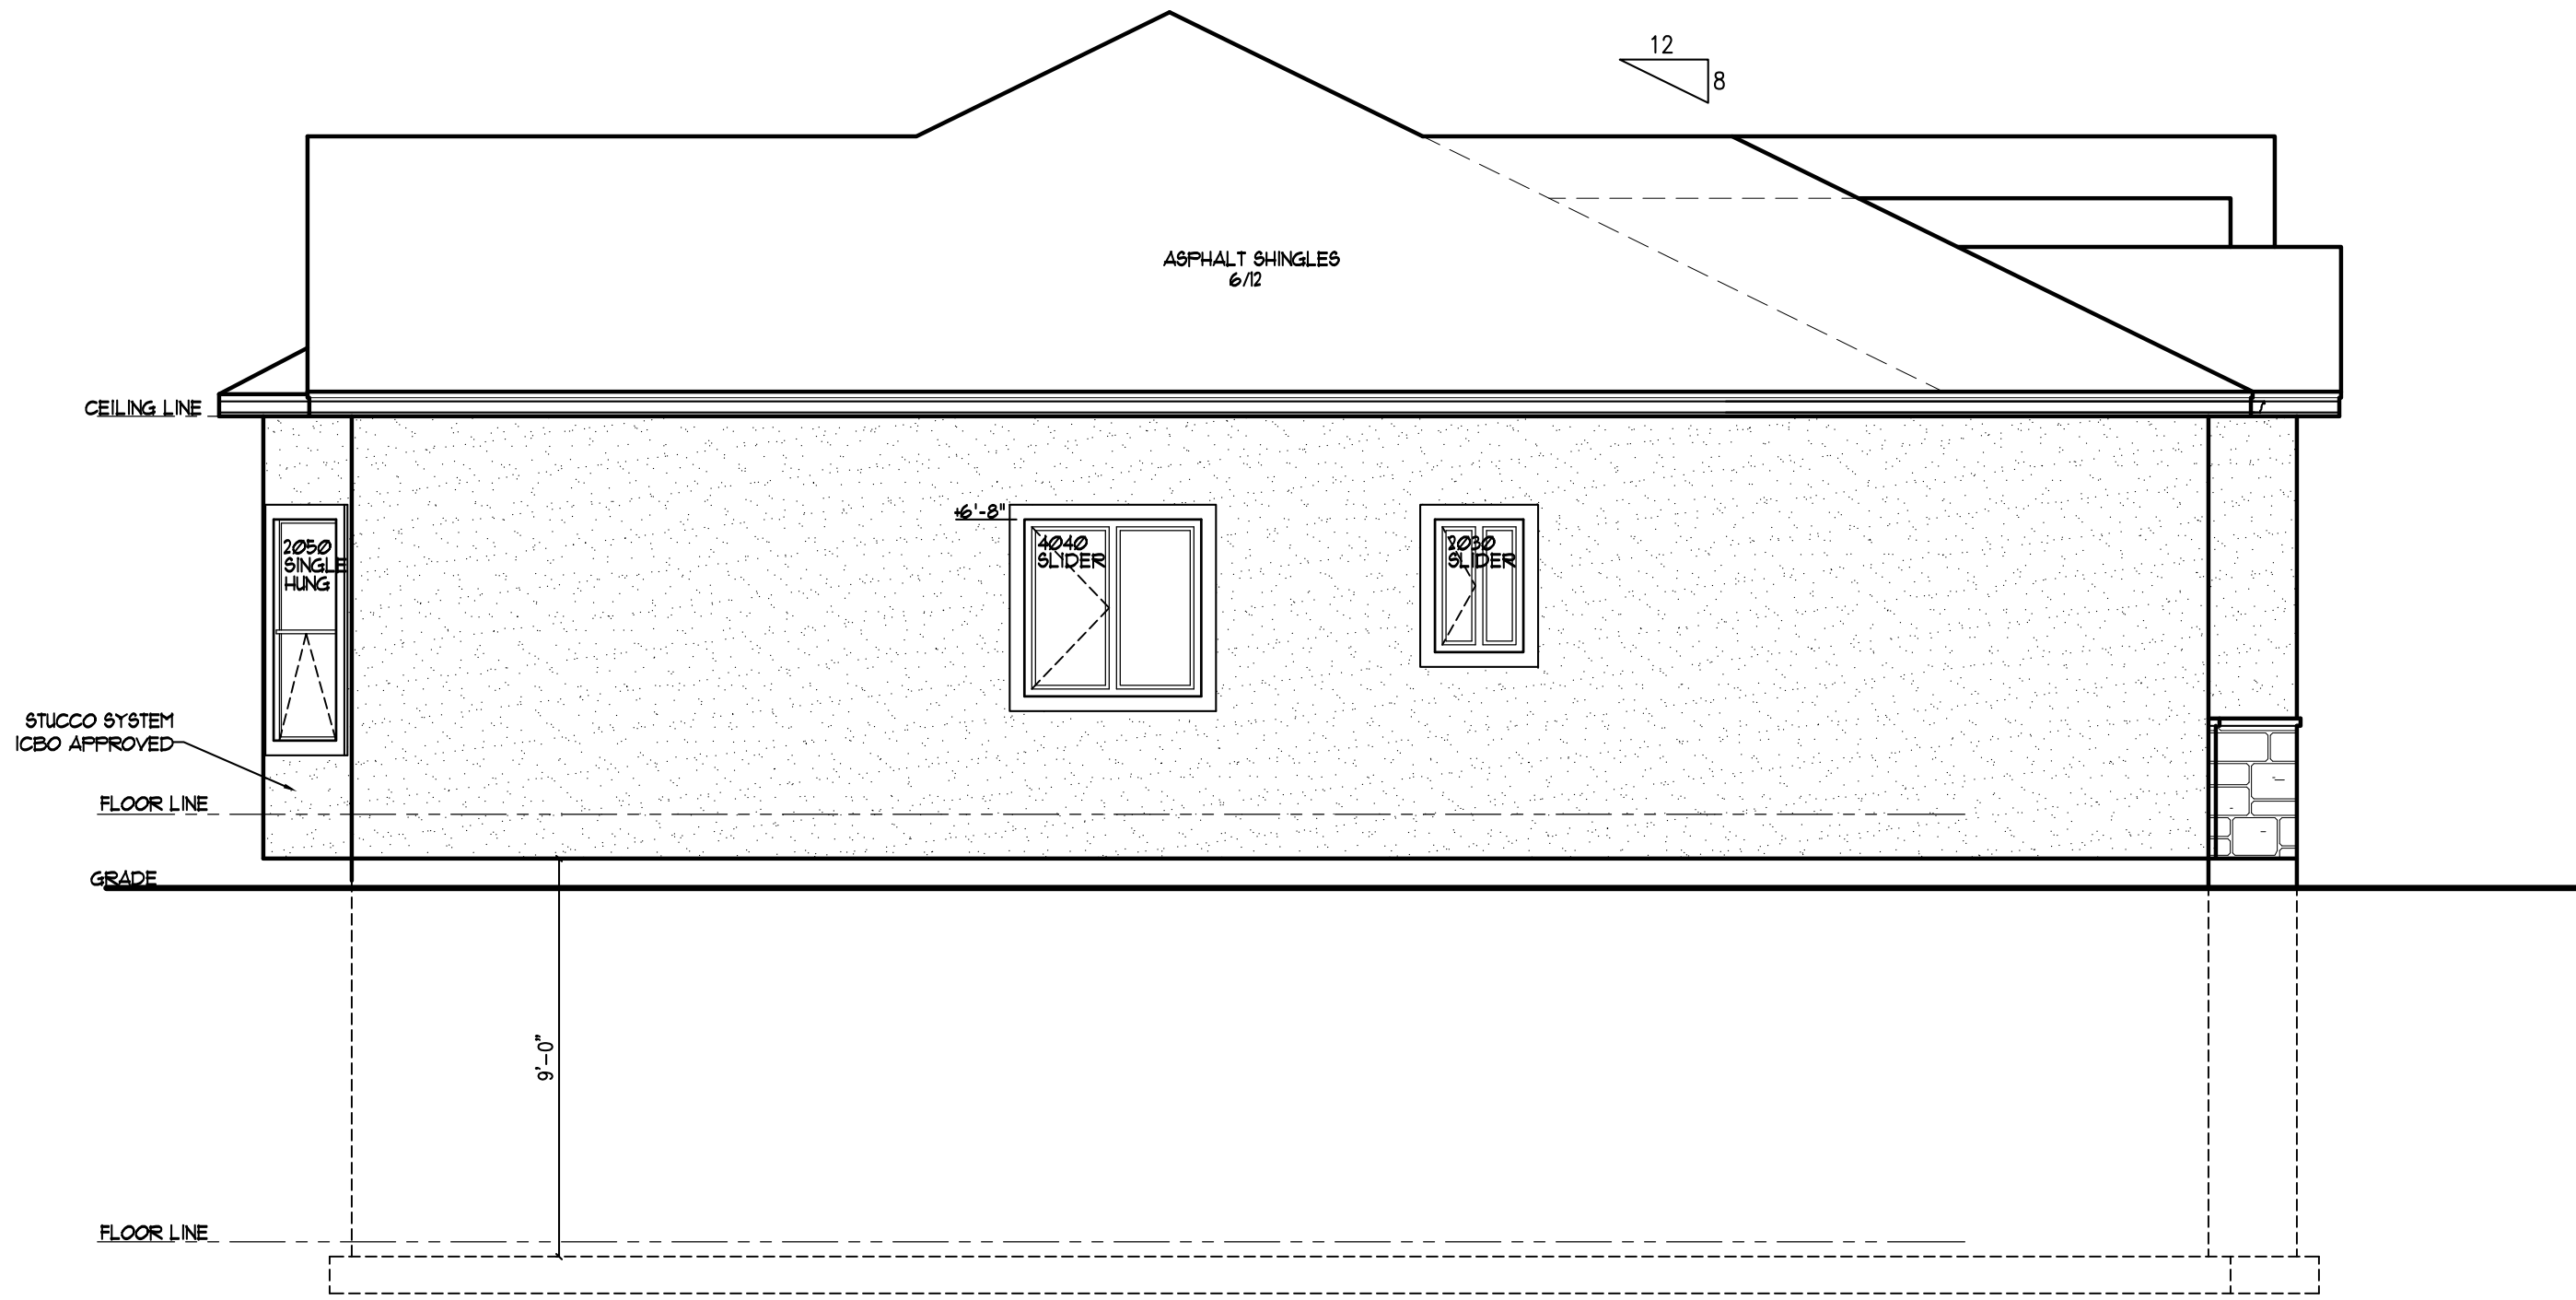 12
8
ASPHALT SHINGLES
6/12
CEILING LINE
+6'-8"
2050
SINGLE
HUNG
4040
SLIDER
2030
SLIDER
STUCCO SYSTEM
ICBO APPROVED
FLOOR LINE
GRADE
9'-0"
FLOOR LINE